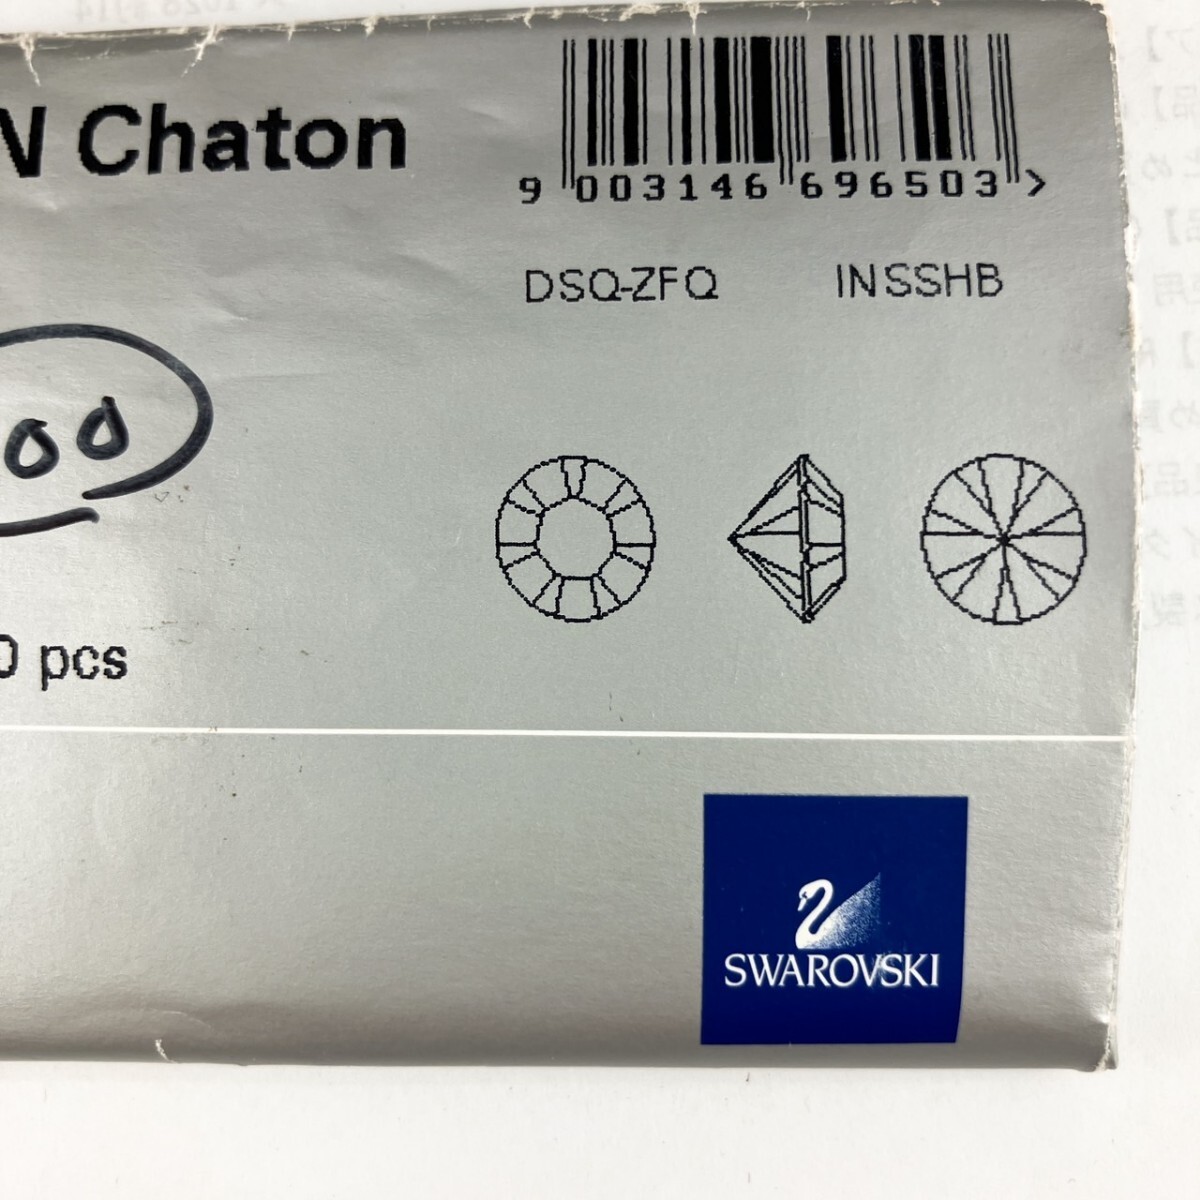 Chaton
9 003146 696503 >
DSQ-ZFQ INSSHB
00
0 pcs
SWAROVSKI